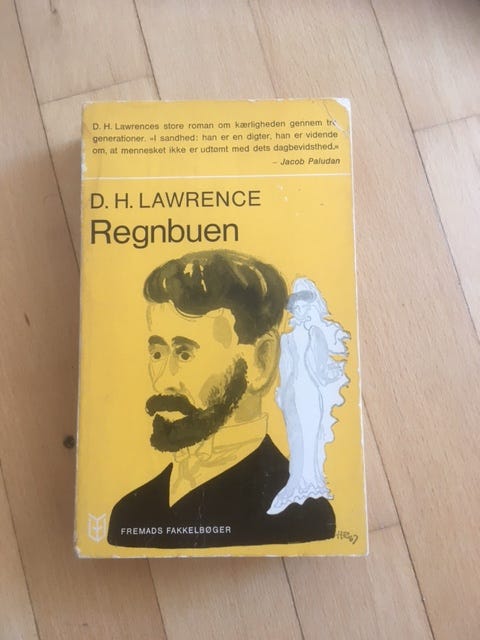 D. H. Lawrences store roman om kærligheden gennem tre
generationer. »I sandhed: han er en digter, han er vidende
om, at mennesket ikke er udtømt med dets dagbevidsthed.«
– Jacob Paludan
D. H. LAWRENCE
Regnbuen
FREMADS FAKKELBØGER